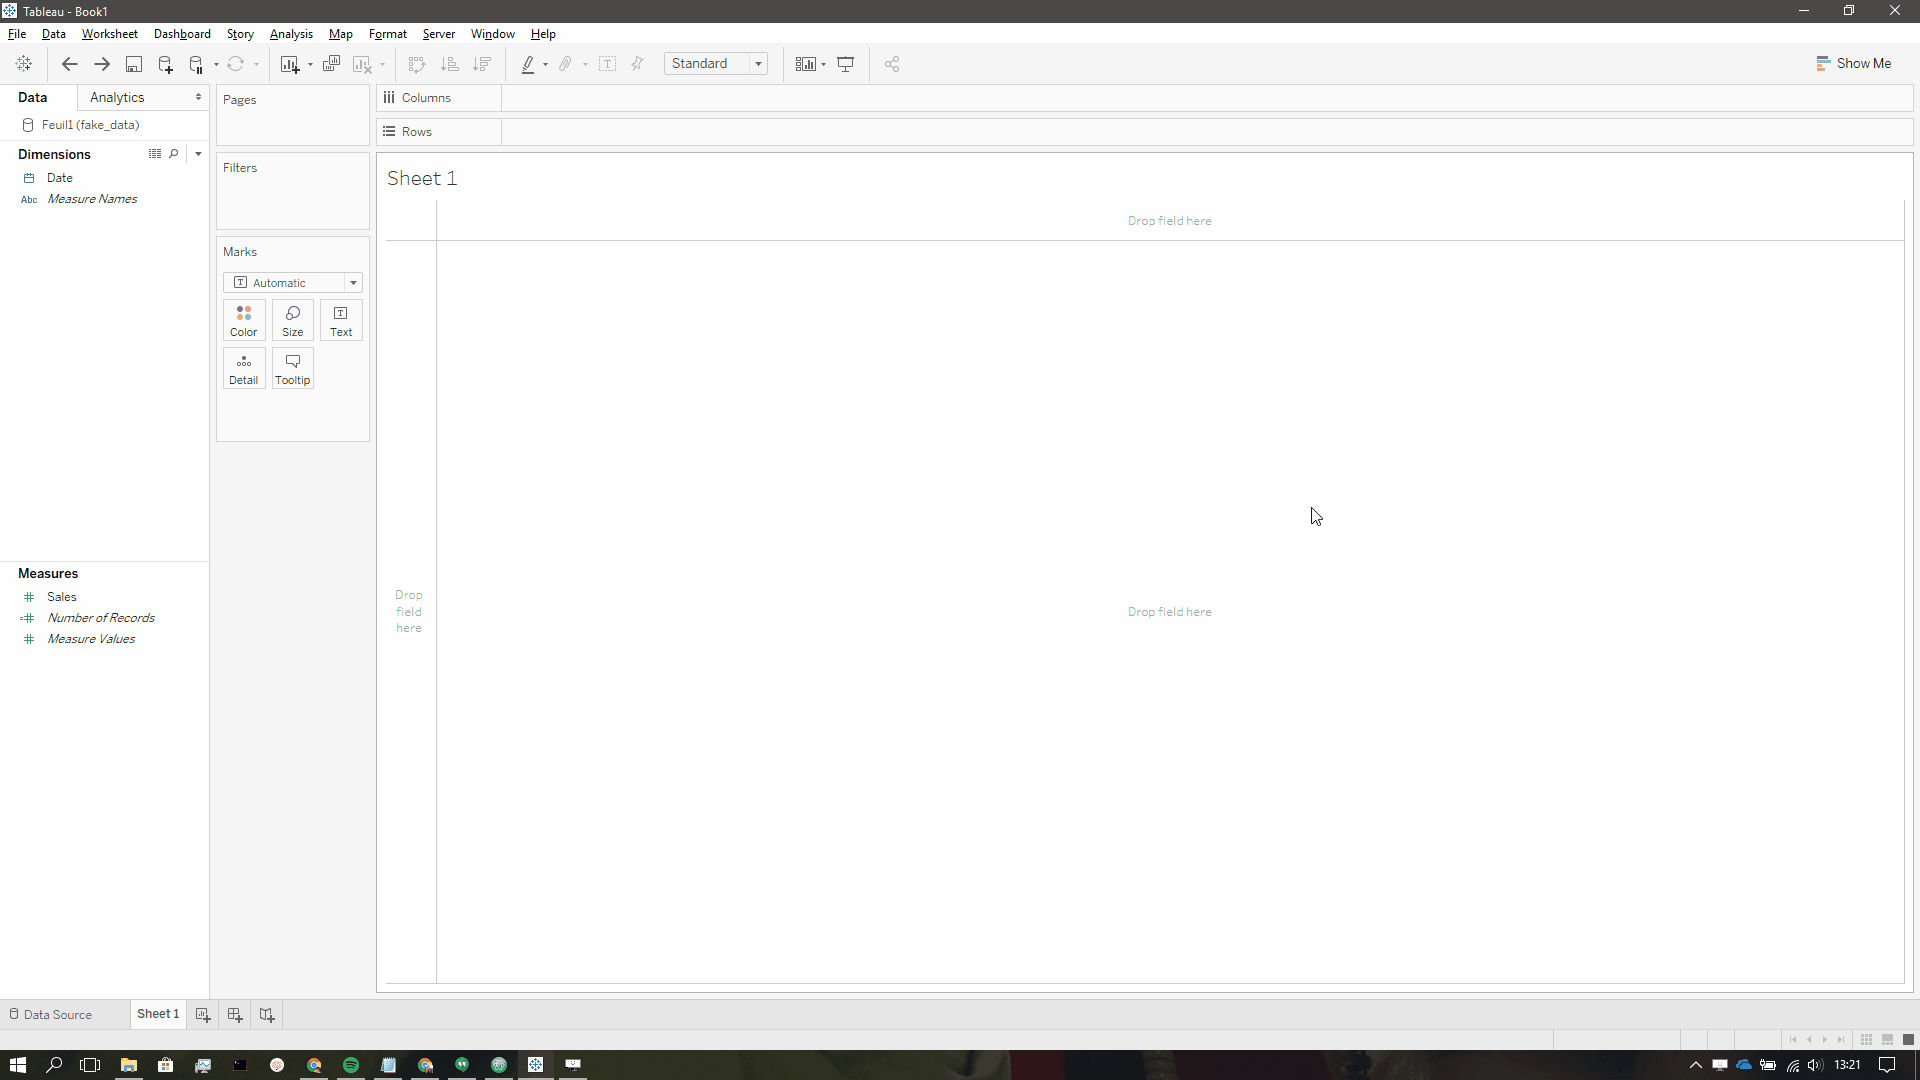 Tableau - Book1
File Data Worksheet Dashboard Story Analysis Map Format Server Window Help
Standard
Show Me
Data Analytics
Feuil1 (fake_data)
Dimensions
Date
Abc Measure Names
Measures
Sales
Number of Records
Measure Values
Pages
Filters
Marks
Automatic
Color Size Text
Detail Tooltip
Columns
Rows
Sheet 1
Drop field here
Drop
field
here
Drop field here
Data Source Sheet 1
13:21